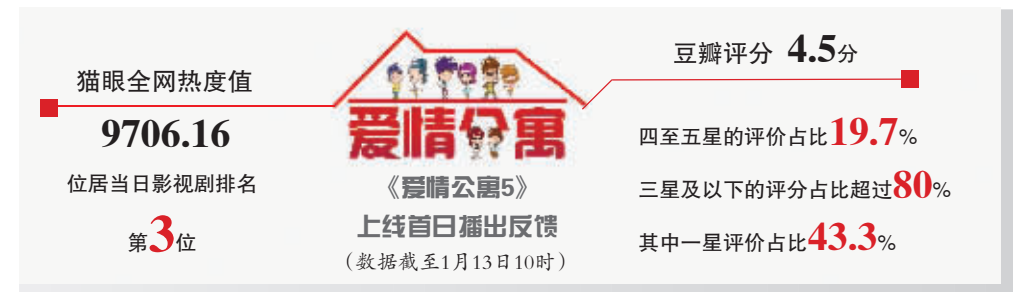 猫眼全网热度值
9706.16
位居当日影视剧排名
第3位
爱情公寓
《爱情公寓5》
上线首日播出反馈
(数据截至1月13日10时)
豆瓣评分 4.5分
四至五星的评价占比19.7%
三星及以下的评分占比超过80%
其中一星评价占比43.3%